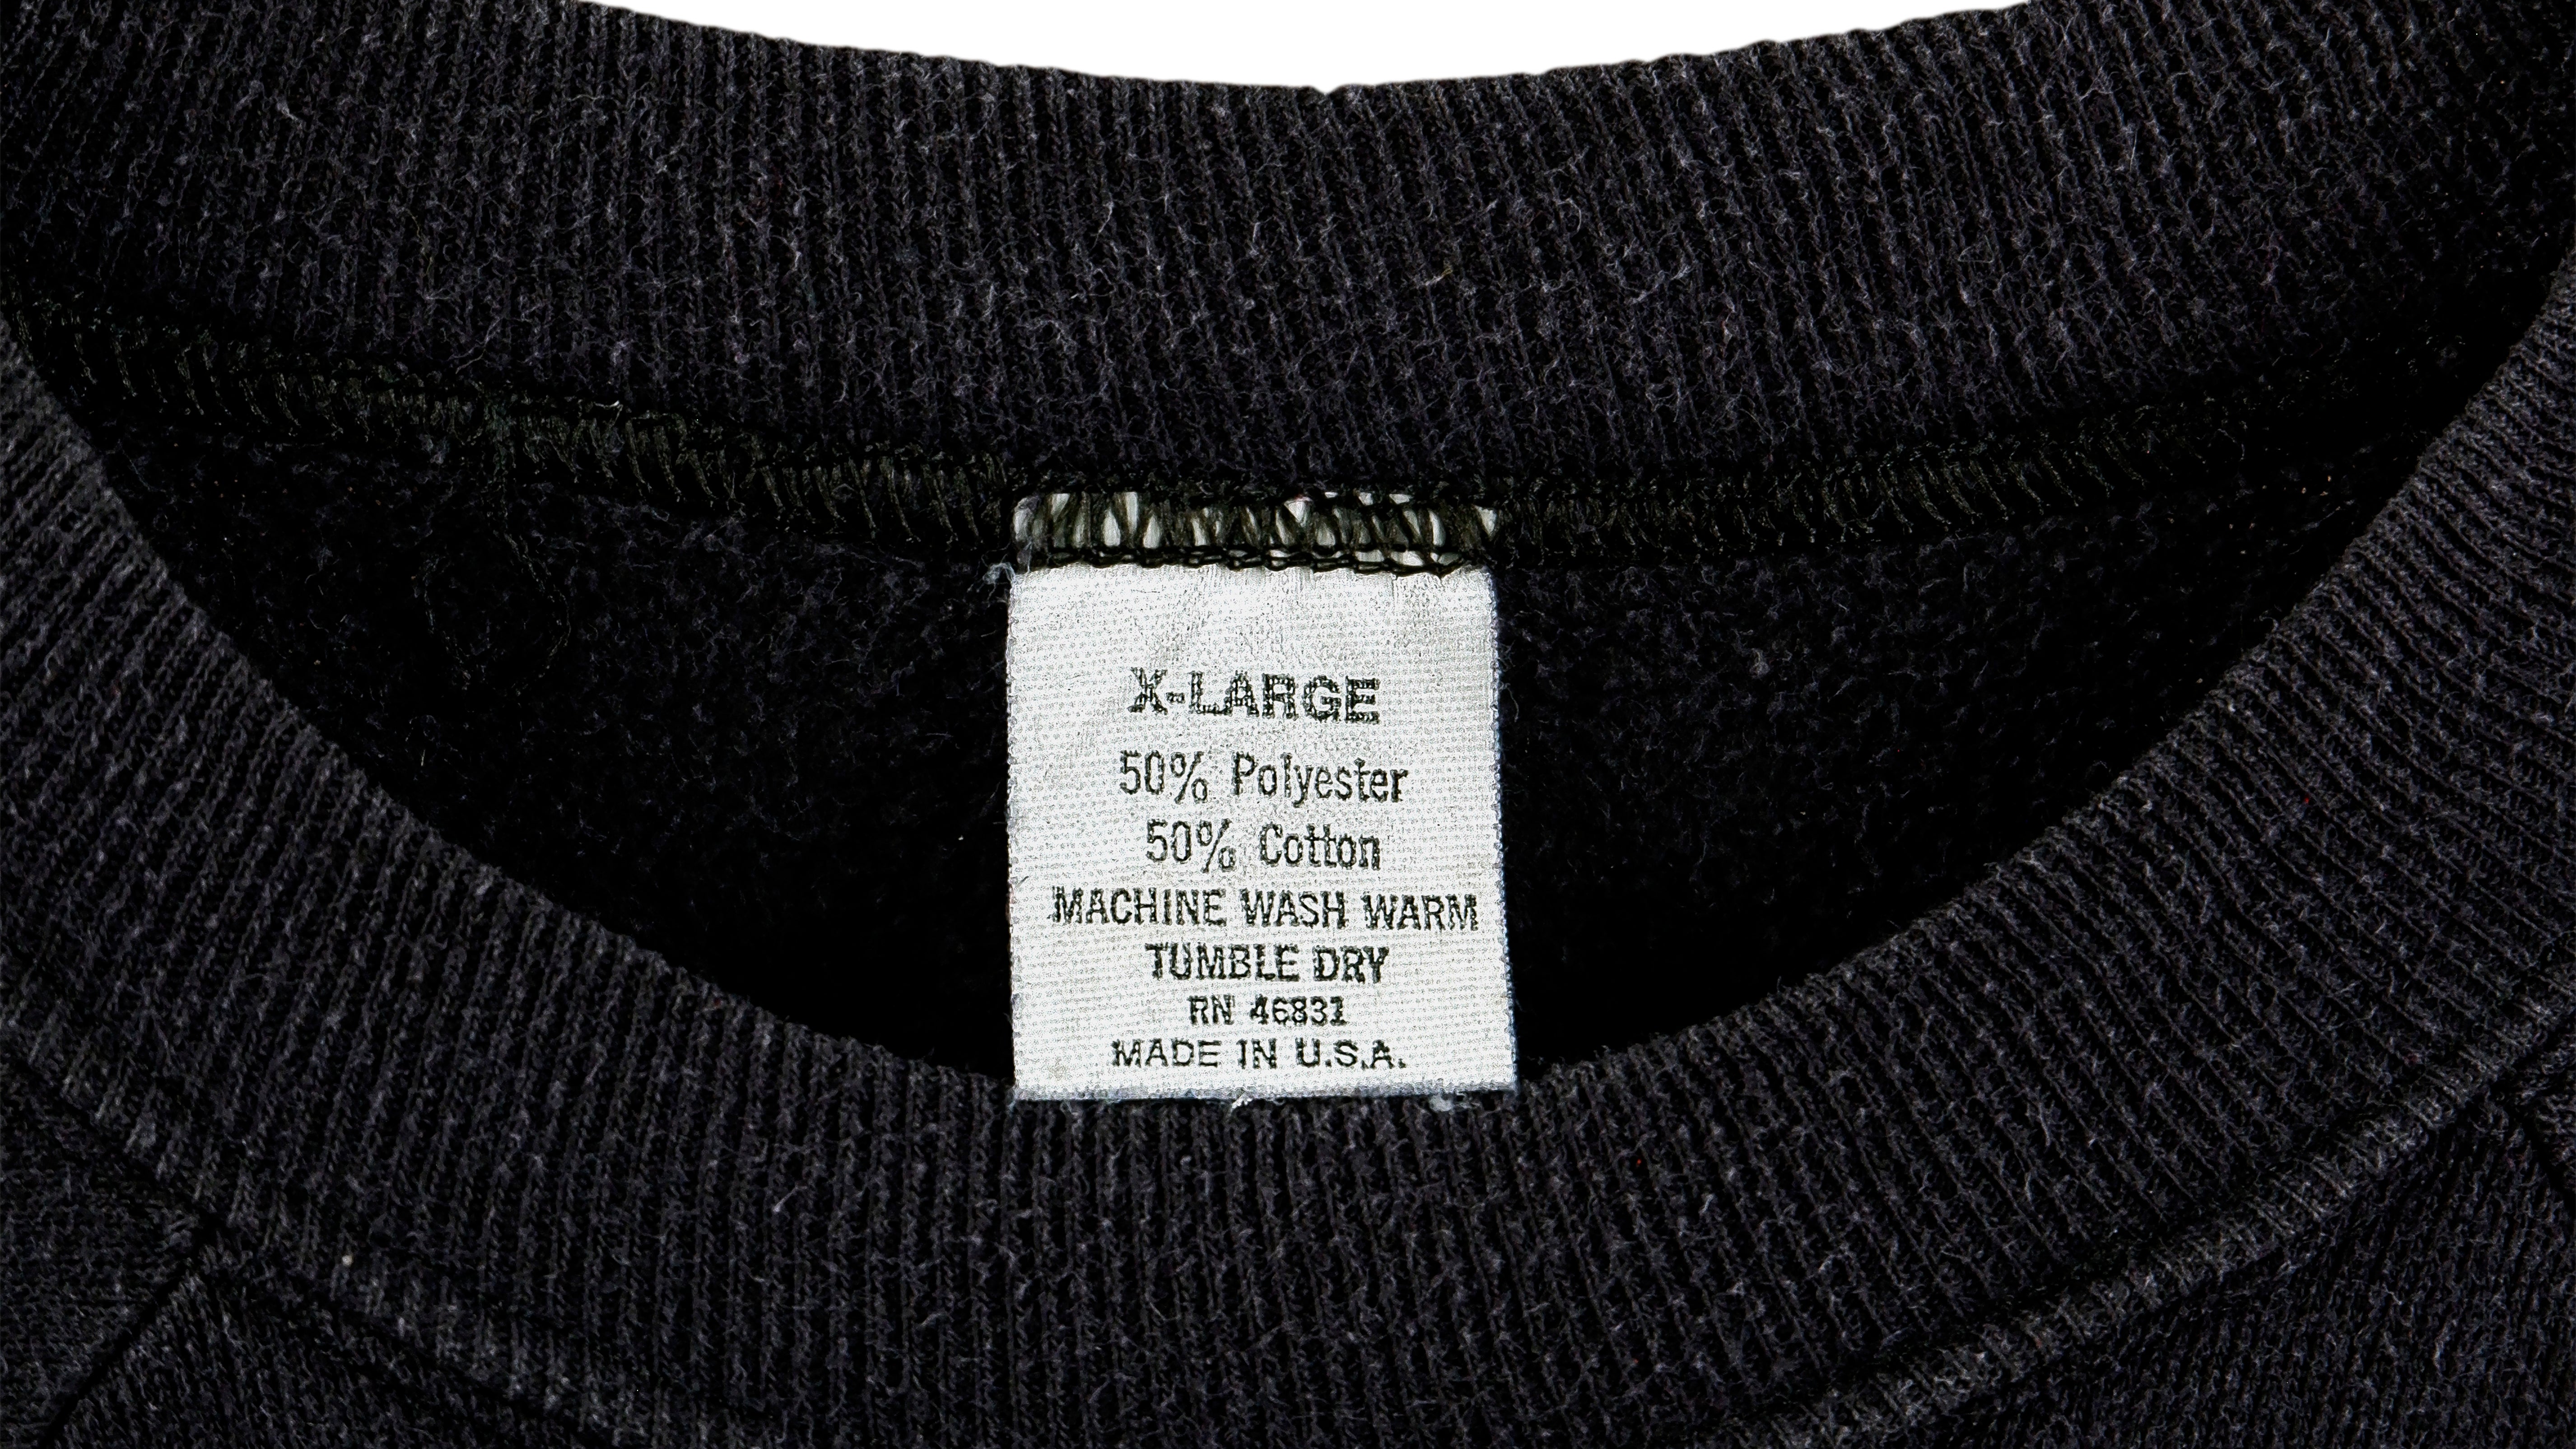 X-LARGE
50% Polyester
50% Cotton
MACHINE WASH WARM
TUMBLE DRY
RN 46831
MADE IN U.S.A.